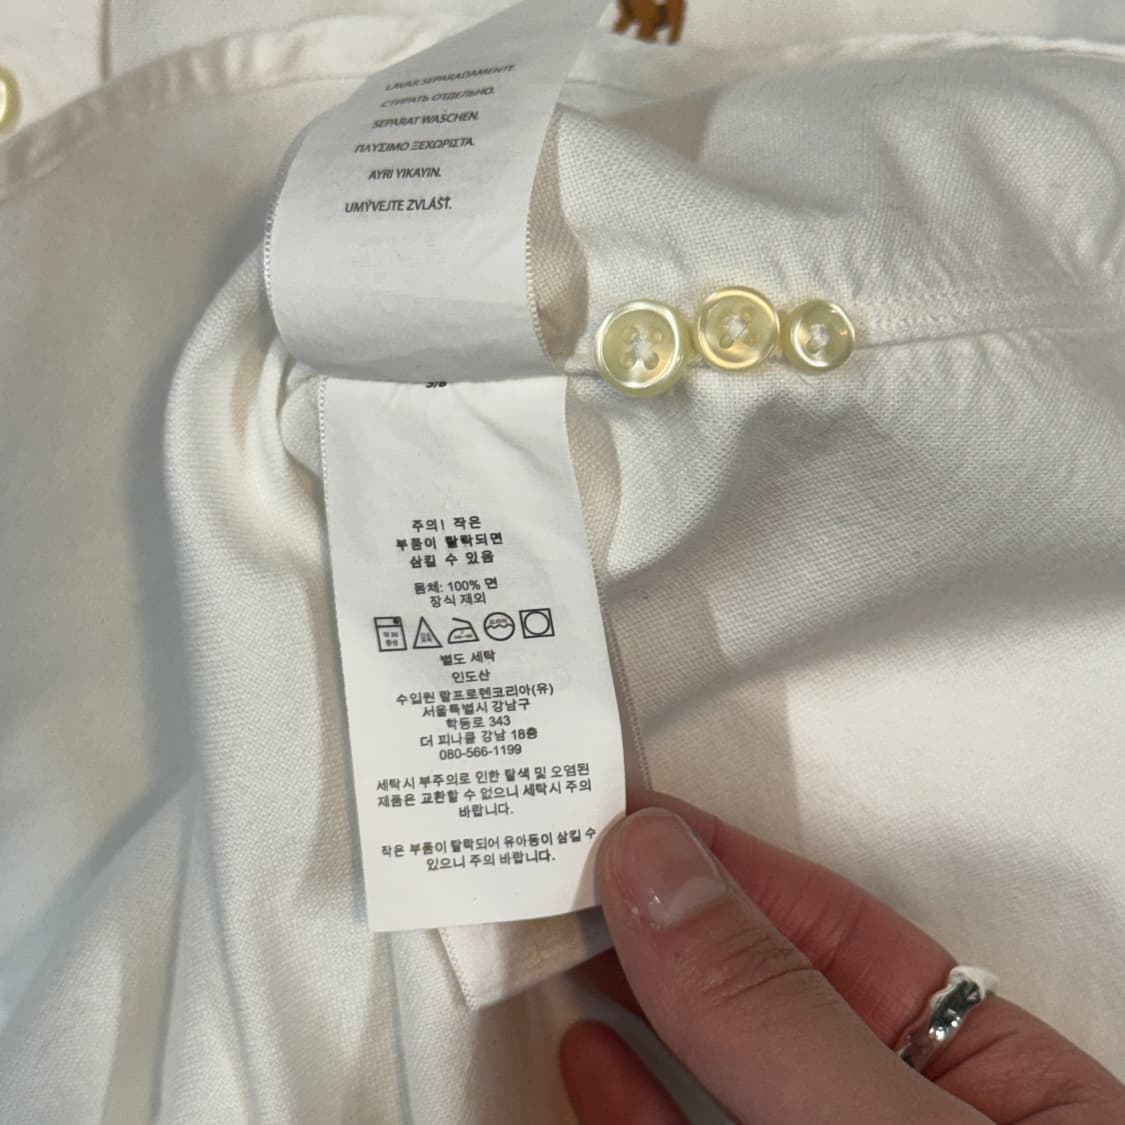 LAVAR SEPARADAMENTE.
СТИРАТЬ ОТДЕЛЬНО.
SEPARAT WASCHEN.
ΠΛΥΣΙΜΟ ΞΕΧΩΡΙΣΤΑ.
AYRI YIKAYIN.
UMÝVEJTE ZVLÁŠŤ.
주의! 작은
부품이 탈락되면
삼킬 수 있음
몸체: 100% 면
장식 제외
약 30
중성
별도 세탁
인도산
수입원 랄프로렌코리아(유)
서울특별시 강남구
학동로 343
더 피나클 강남 18층
080-566-1199
세탁시 부주의로 인한 탈색 및 오염된
제품은 교환할 수 없으니 세탁시 주의
바랍니다.
작은 부품이 탈락되어 유아등이 삼킬 수
있으니 주의 바랍니다.